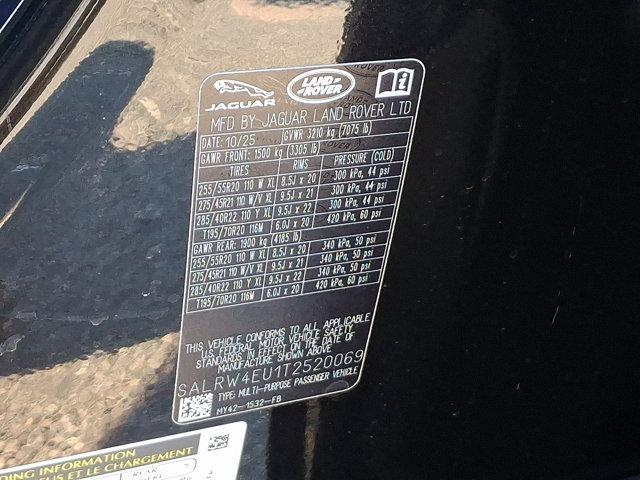 JAGUAR LAND ROVER
MFD BY JAGUAR LAND ROVER LTD
DATE: 10/25 GVWR 3210 kg (7075 lb)
GAWR FRONT: 1500 kg (3305 lb)
TIRES RIMS PRESSURE (COLD)
255/55R20 110 W XL 8.5J x 20 300 kPa, 44 psi
275/45R21 110 W/V XL 9.5J x 21 300 kPa, 44 psi
285/40R22 110 Y XL 9.5J x 22 300 kPa, 44 psi
T195/70R20 116M 6.0J x 20 420 kPa, 60 psi
GAWR REAR: 1900 kg (4185 lb)
255/55R20 110 W XL 8.5J x 20 340 kPa, 50 psi
275/45R21 110 W/V XL 9.5J x 21 340 kPa, 50 psi
285/40R22 110 Y XL 9.5J x 22 340 kPa, 50 psi
T195/70R20 116M 6.0J x 20 420 kPa, 60 psi
THIS VEHICLE CONFORMS TO ALL APPLICABLE
U.S. FEDERAL MOTOR VEHICLE SAFETY
STANDARDS IN EFFECT ON THE DATE OF
MANUFACTURE SHOWN ABOVE
SALRW4EU1T2520069
TYPE: MULTI-PURPOSE PASSENGER VEHICLE
MY42-1532-FB
DING INFORMATION
EUS ET LE CHARGEMENT
REAR